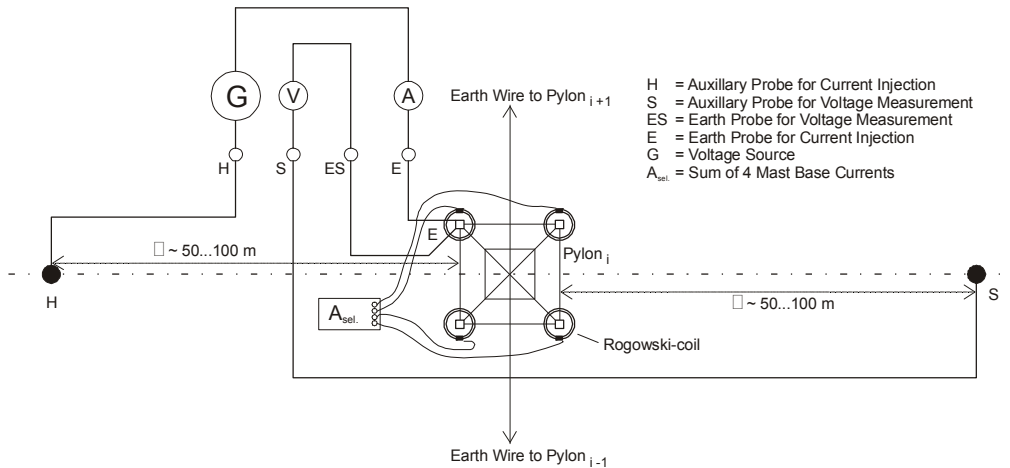 G
V
A
H
S
ES
E
Earth Wire to Pylon i+1
H = Auxillary Probe for Current Injection
S = Auxillary Probe for Voltage Measurement
ES = Earth Probe for Voltage Measurement
E = Earth Probe for Current Injection
G = Voltage Source
Asel. = Sum of 4 Mast Base Currents
E
~ 50...100 m
Pylon i
H
S
~ 50...100 m
Asel.
Rogowski-coil
Earth Wire to Pylon i-1